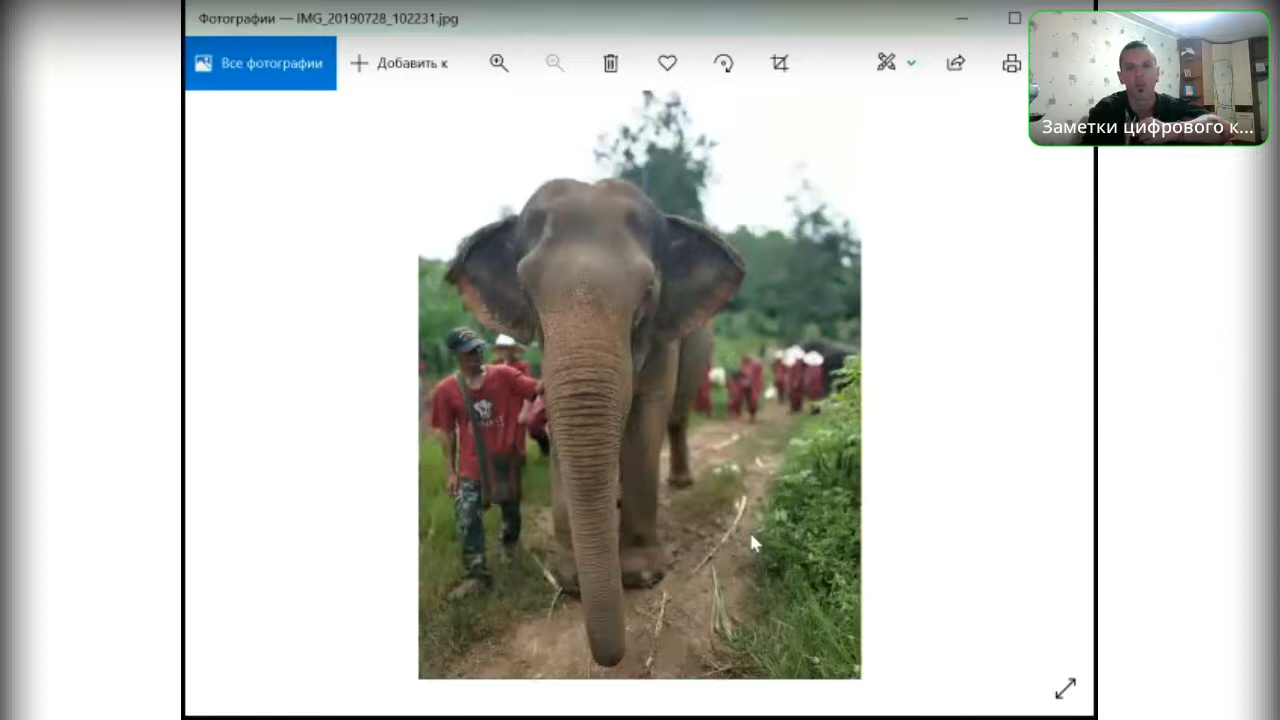 Фотографии — IMG_20190728_102231.jpg
Все фотографии
Добавить к
Заметки цифрового к...